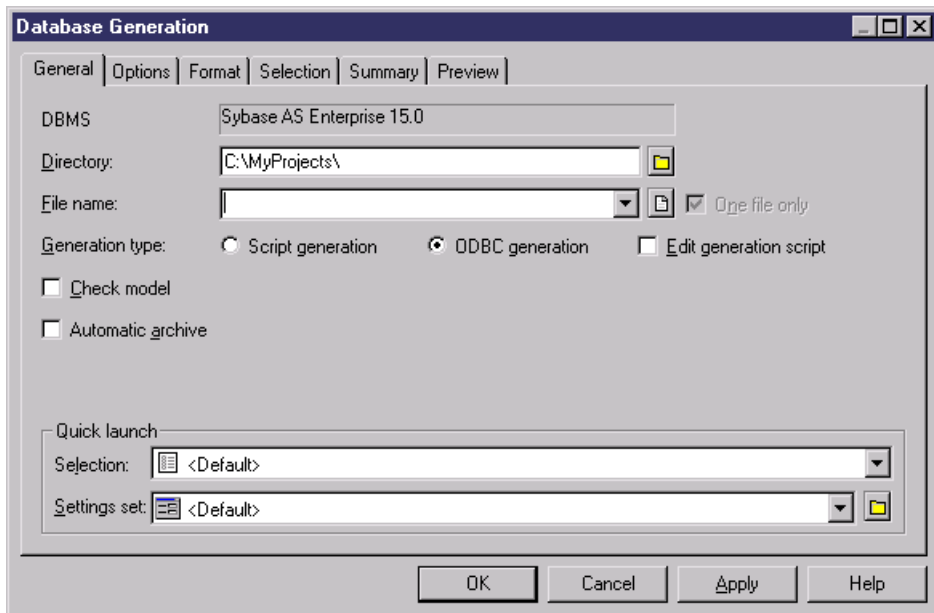 Database Generation
General Options Format Selection Summary Preview
DBMS Sybase AS Enterprise 15.0
Directory: C:\MyProjects\
File name: One file only
Generation type: Script generation ODBC generation Edit generation script
Check model
Automatic archive
Quick launch
Selection: <Default>
Settings set: <Default>
OK Cancel Apply Help